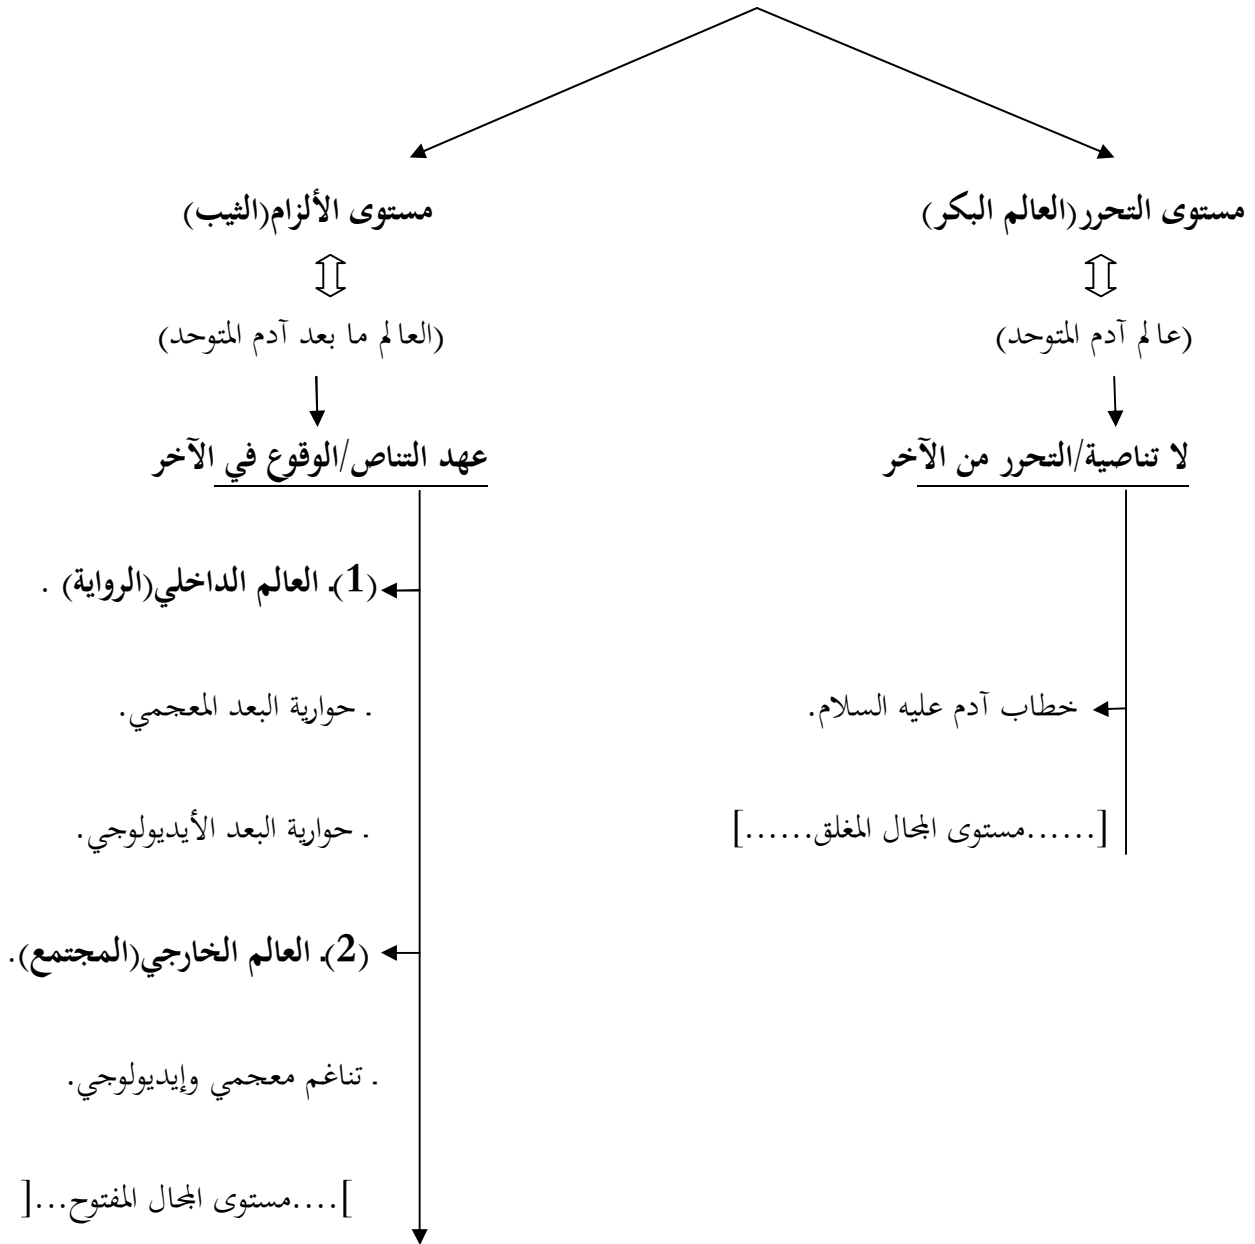 مستوى التحرر(العالم البكر)
مستوى الألزام(الثيب)
(عالم آدم المتوحد)
(العالم ما بعد آدم المتوحد)
لا تناصية/التحرر من الآخر
عهد التناص/الوقوع في الآخر
(1). العالم الداخلي(الرواية) .
خطاب آدم عليه السلام.
. حوارية البعد المعجمي.
[......مستوى المجال المغلق......]
. حوارية البعد الأيديولوجي.
(2). العالم الخارجي(المجتمع).
. تناغم معجمي وإيديولوجي.
[....مستوى المجال المفتوح...]